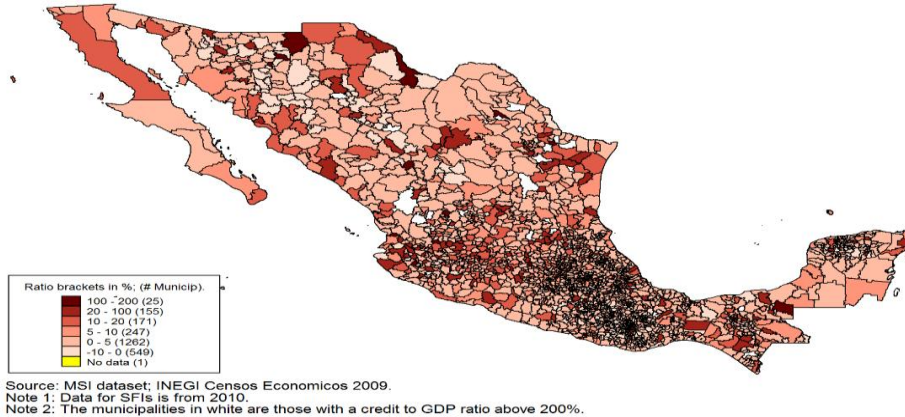 Ratio brackets in %; (# Municip).
100 - 200 (25)
20 - 100 (155)
10 - 20 (171)
5 - 10 (247)
0 - 5 (1262)
-10 - 0 (549)
No data (1)
Source: MSI dataset; INEGI Censos Economicos 2009.
Note 1: Data for SFIs is from 2010.
Note 2: The municipalities in white are those with a credit to GDP ratio above 200%.